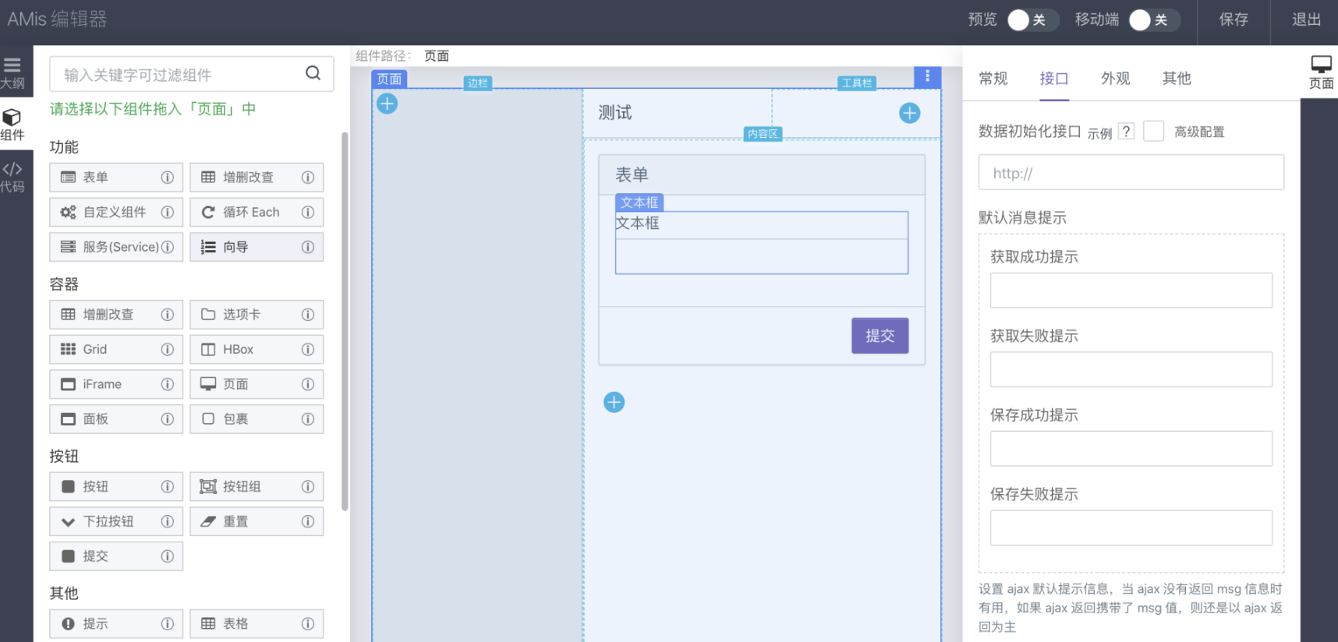 AMis 编辑器
预览 关 移动端 关 保存 退出
大纲
组件
代码
输入关键字可过滤组件
请选择以下组件拖入「页面」中
功能
表单 增删改查
自定义组件 循环 Each
服务(Service) 向导
容器
增删改查 选项卡
Grid HBox
iFrame 页面
面板 包裹
按钮
按钮 按钮组
下拉按钮 重置
提交
其他
提示 表格
组件路径： 页面
页面 边栏 工具栏
测试
内容区
表单
文本框
文本框
提交
常规 接口 外观 其他
页面
数据初始化接口 示例 ? 高级配置
http://
默认消息提示
获取成功提示
获取失败提示
保存成功提示
保存失败提示
设置 ajax 默认提示信息，当 ajax 没有返回 msg 信息时
有用，如果 ajax 返回携带了 msg 值，则还是以 ajax 返
回为主